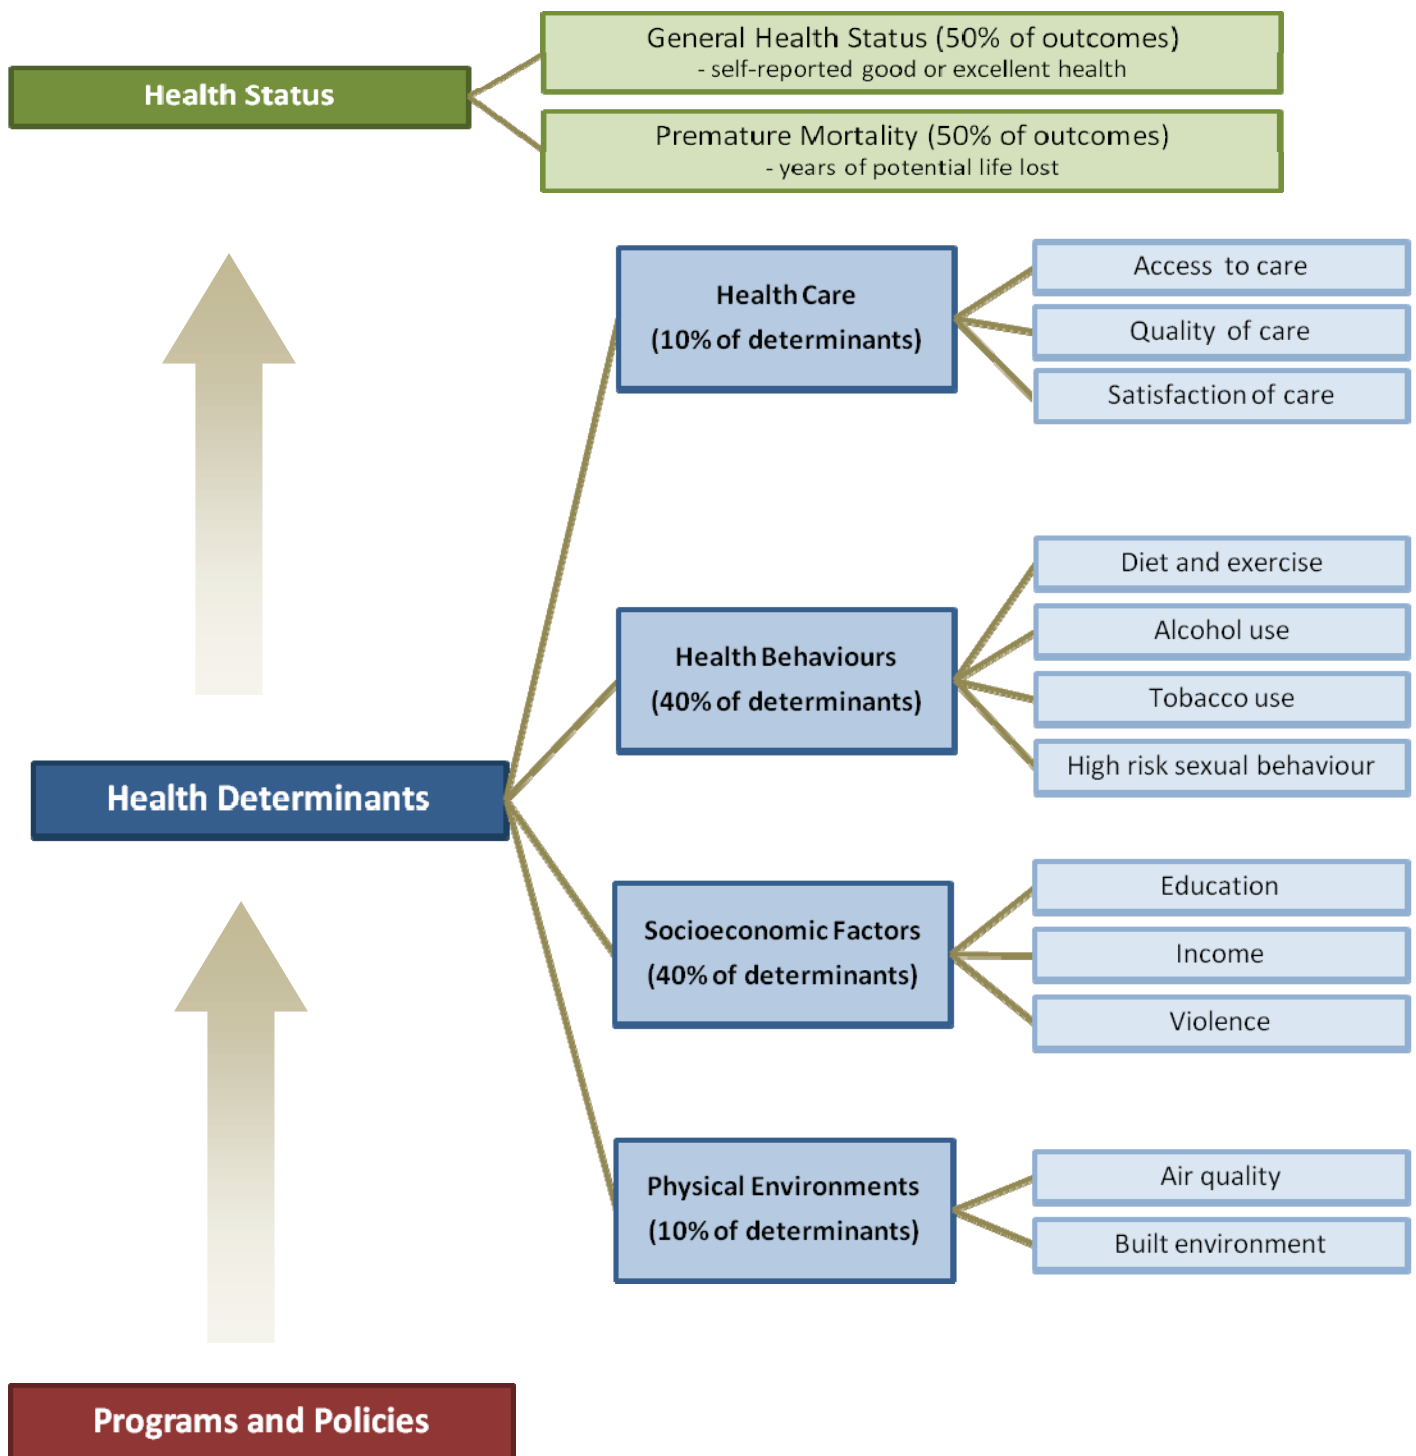 General Health Status (50% of outcomes)
- self-reported good or excellent health
Health Status
Premature Mortality (50% of outcomes)
- years of potential life lost
Health Care
(10% of determinants)
Access to care
Quality of care
Satisfaction of care
Health Behaviours
(40% of determinants)
Diet and exercise
Alcohol use
Tobacco use
High risk sexual behaviour
Health Determinants
Socioeconomic Factors
(40% of determinants)
Education
Income
Violence
Physical Environments
(10% of determinants)
Air quality
Built environment
Programs and Policies